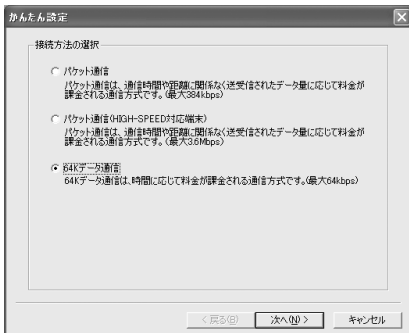 かんたん設定
接続方法の選択
パケット通信
パケット通信は、通信時間や距離に関係なく送受信されたデータ量に応じて料金が
課金される通信方式です。(最大384kbps)
パケット通信(HIGH-SPEED対応端末)
パケット通信は、通信時間や距離に関係なく送受信されたデータ量に応じて料金が
課金される通信方式です。(最大3.6Mbps)
64Kデータ通信
64Kデータ通信は、時間に応じて料金が課金される通信方式です。(最大64kbps)
< 戻る(B)
次へ(N) >
キャンセル